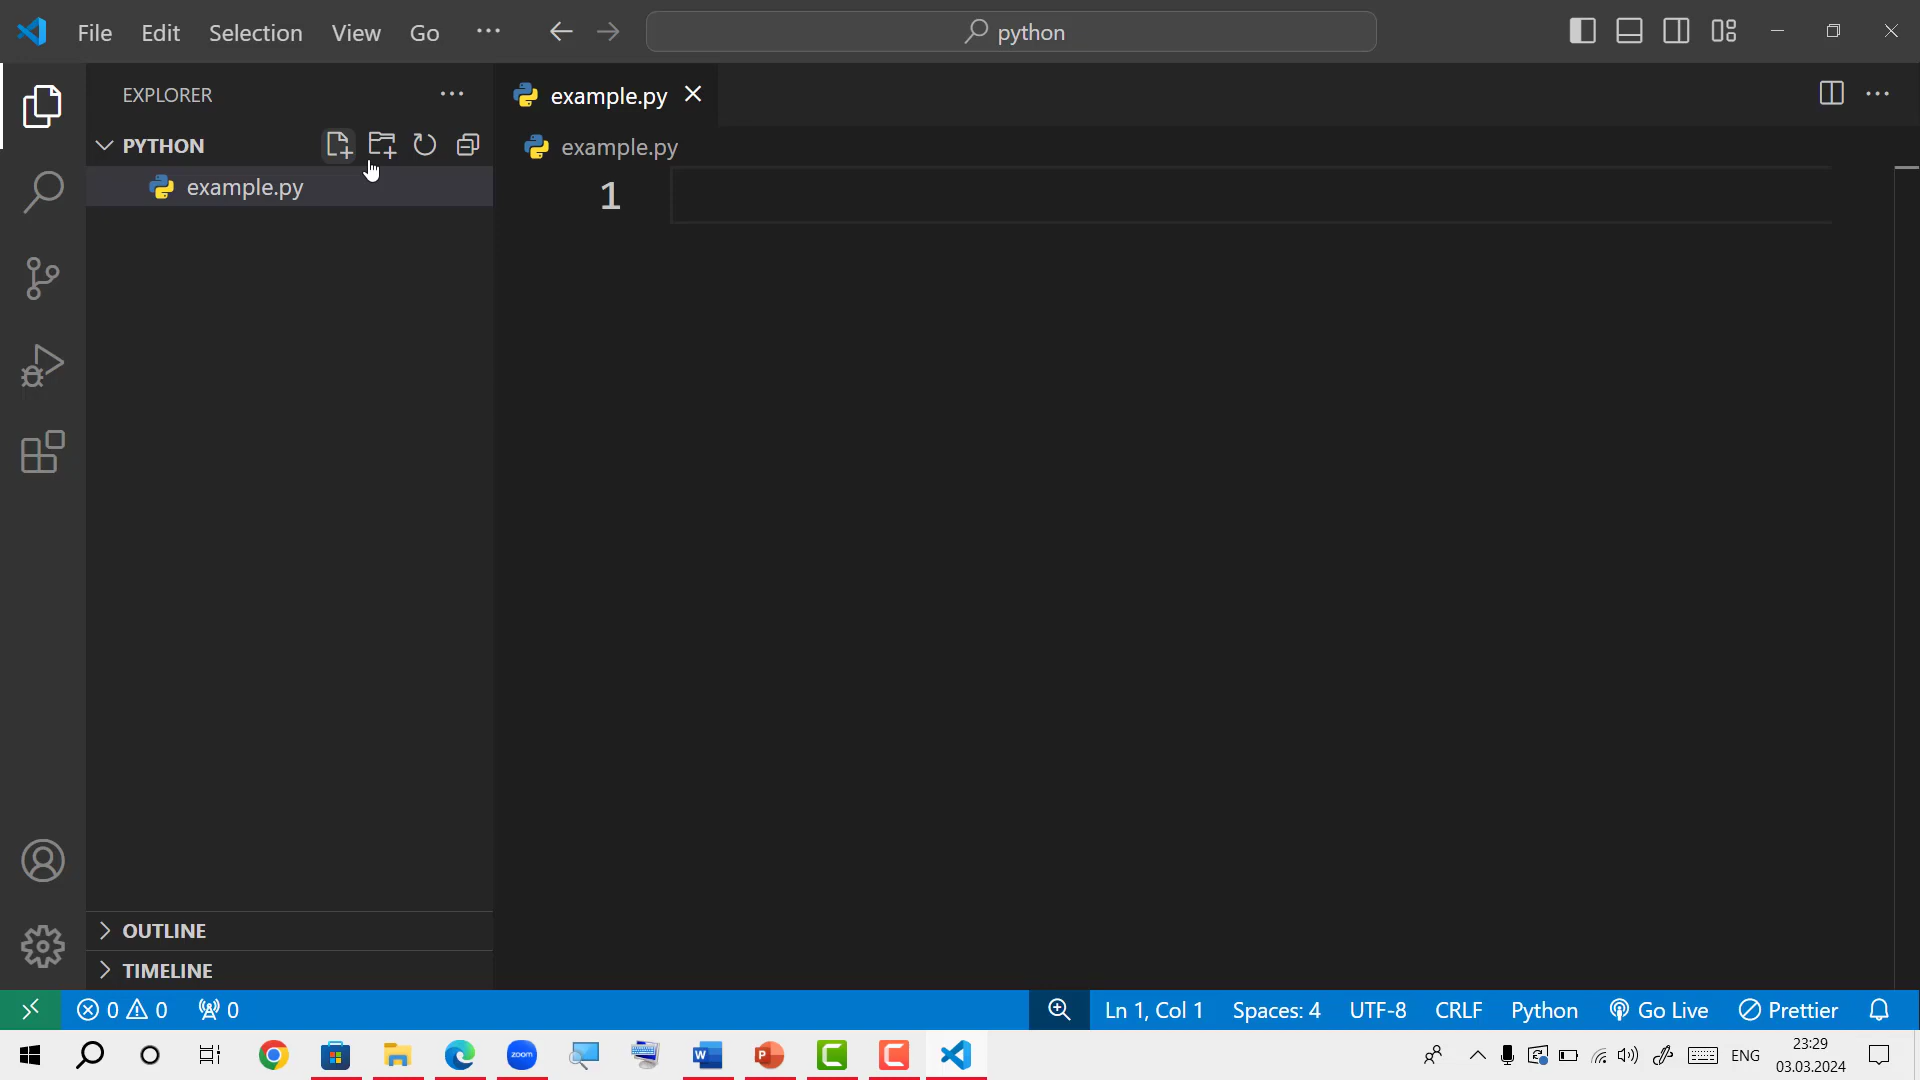 File Edit Selection View Go ··· python
EXPLORER ···
PYTHON
example.py
example.py
example.py
1
OUTLINE
TIMELINE
0 0 0 Ln 1, Col 1 Spaces: 4 UTF-8 CRLF Python Go Live Prettier
zoom W P C C ENG
23:29
03.03.2024